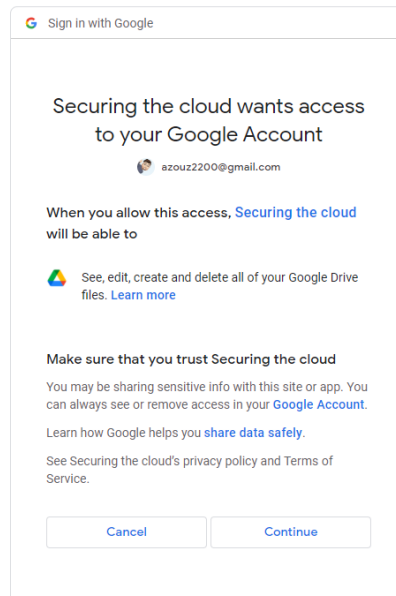 Sign in with Google
Securing the cloud wants access
to your Google Account
azouz2200@gmail.com
When you allow this access, Securing the cloud
will be able to
See, edit, create and delete all of your Google Drive
files. Learn more
Make sure that you trust Securing the cloud
You may be sharing sensitive info with this site or app. You
can always see or remove access in your Google Account.
Learn how Google helps you share data safely.
See Securing the cloud's privacy policy and Terms of
Service.
Cancel
Continue